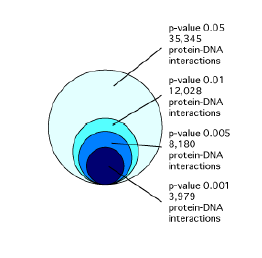 p-value 0.05
35,345
protein-DNA
interactions
p-value 0.01
12,028
protein-DNA
interactions
p-value 0.005
8,180
protein-DNA
interactions
p-value 0.001
3,979
protein-DNA
interactions